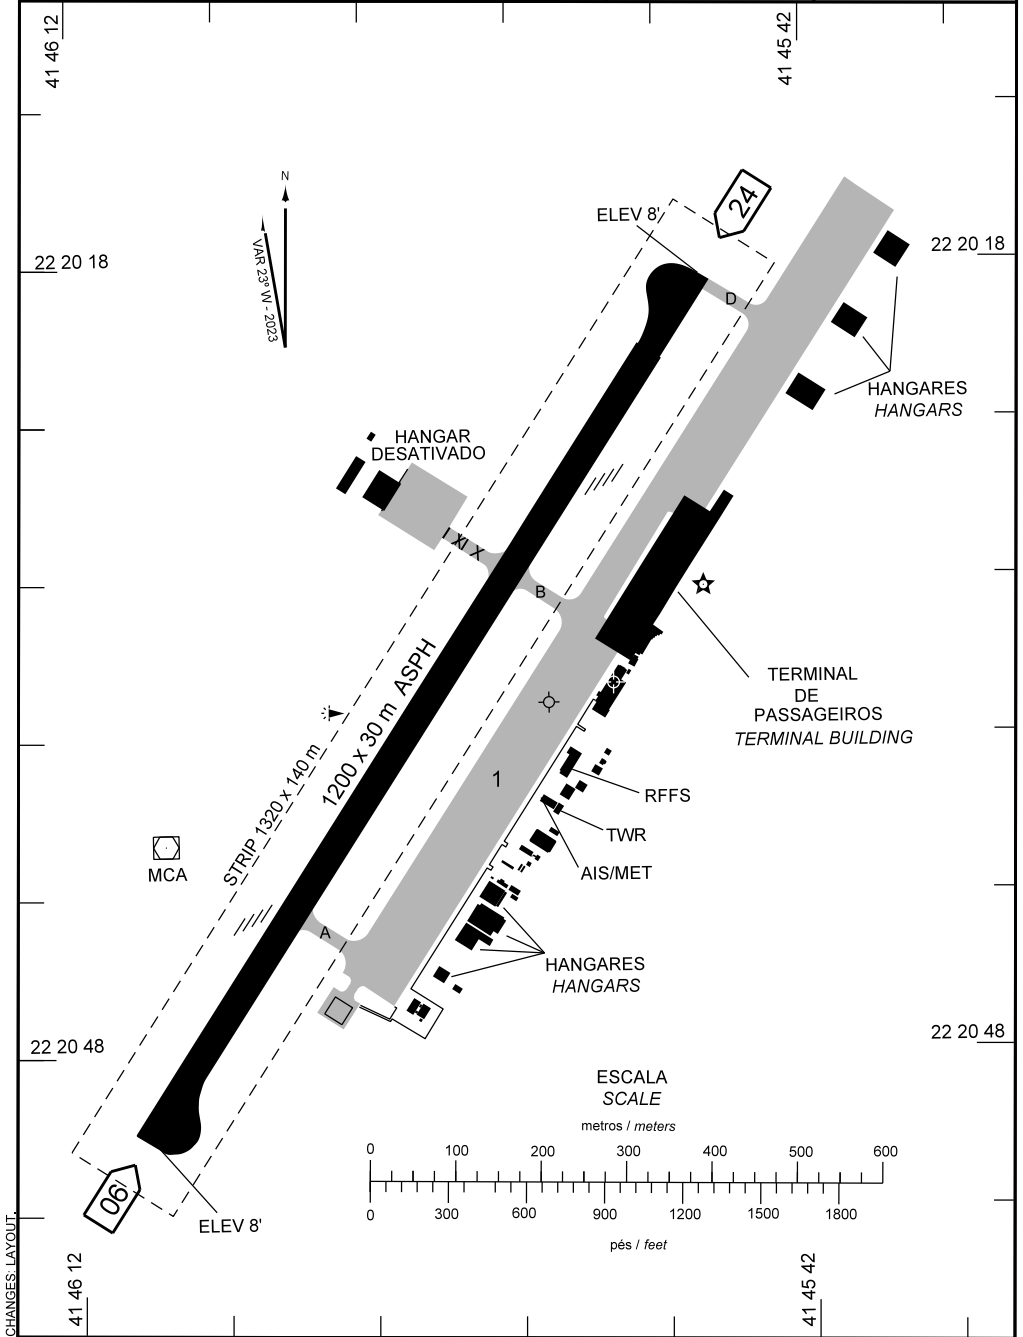 41 46 12
41 45 42
N
VAR 23° W - 2023
24
ELEV 8'
22 20 18
22 20 18
D
HANGARES
HANGARS
HANGAR
DESATIVADO
X X
B
TERMINAL
DE
PASSAGEIROS
TERMINAL BUILDING
1200 x 30 m ASPH
STRIP 1320 x 140 m
1
RFFS
TWR
AIS/MET
MCA
A
HANGARES
HANGARS
22 20 48
22 20 48
ESCALA
SCALE
metros / meters
0 100 200 300 400 500 600
0 300 600 900 1200 1500 1800
pés / feet
06
ELEV 8'
41 46 12
41 45 42
CHANGES: LAYOUT.